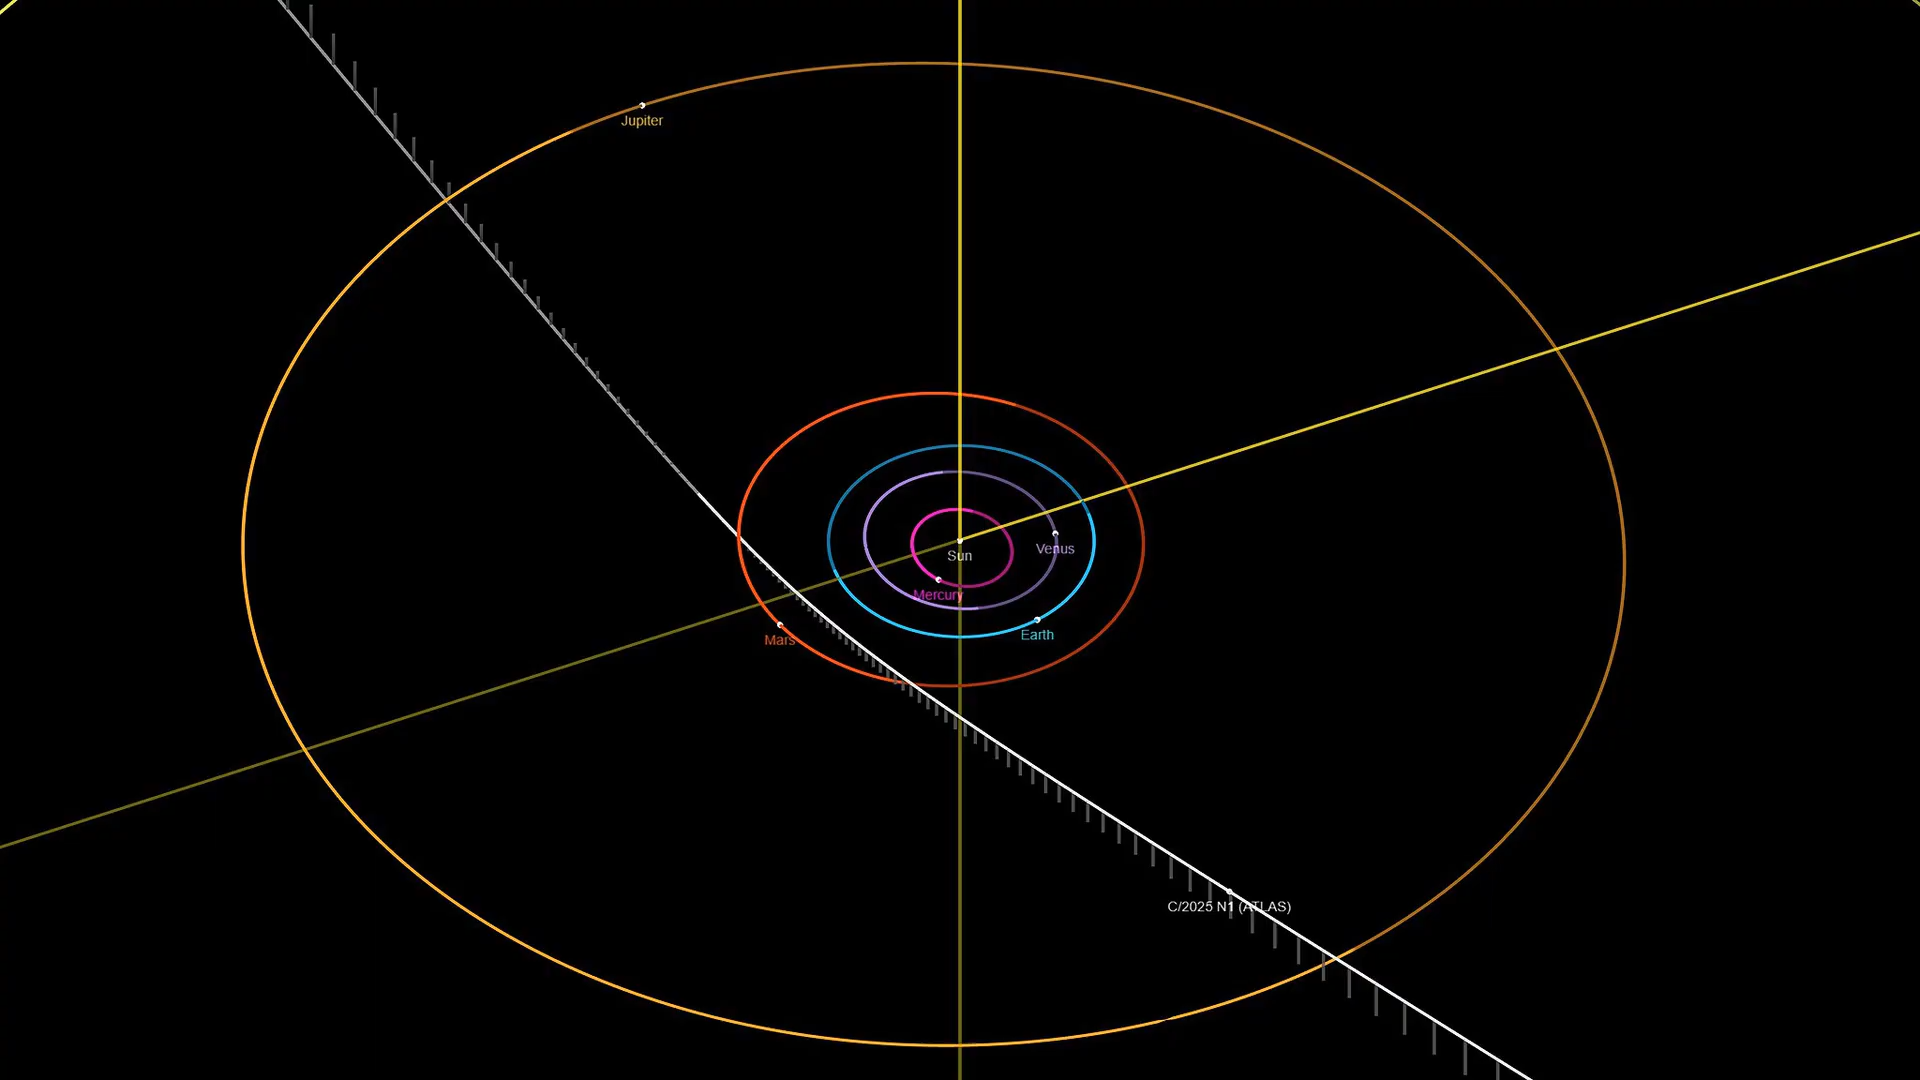 Jupiter
Sun
Venus
Mercury
Earth
Mars
C/2025 N1 (ATLAS)